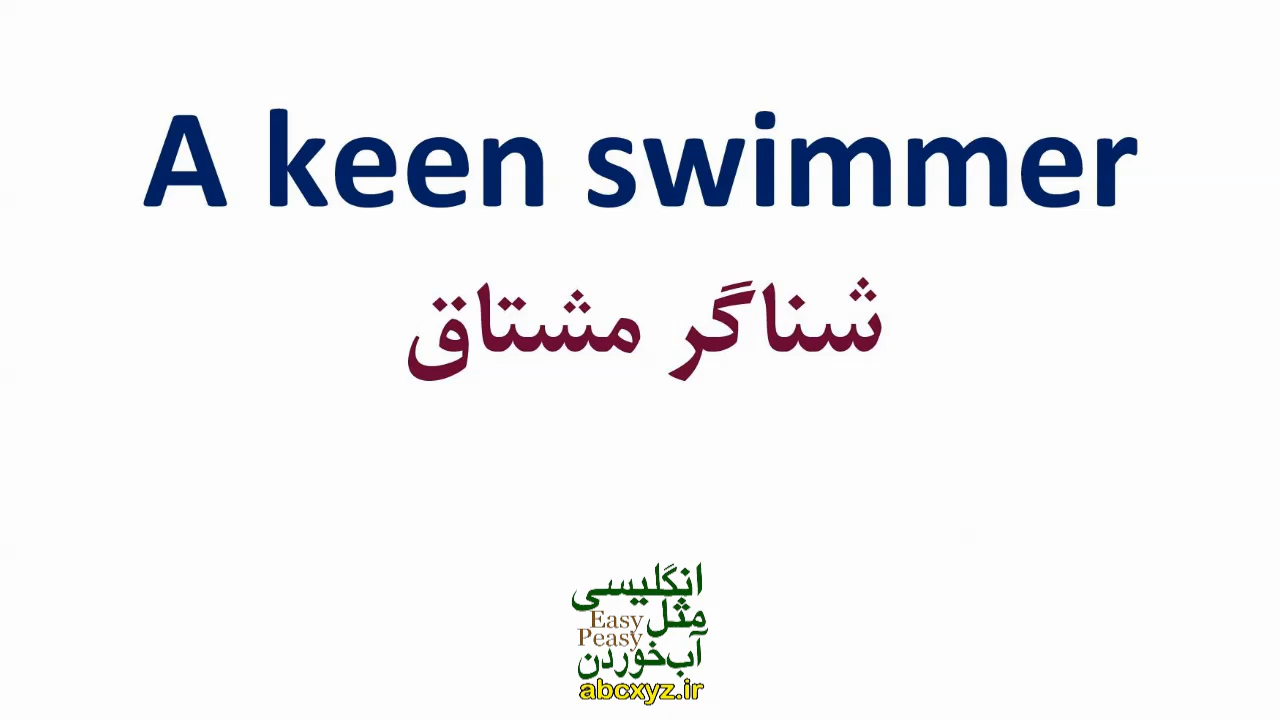 A keen swimmer
شناگر مشتاق
انگلیسی
مثل Easy
Peasy
آب‌خوردن
abcxyz.ir